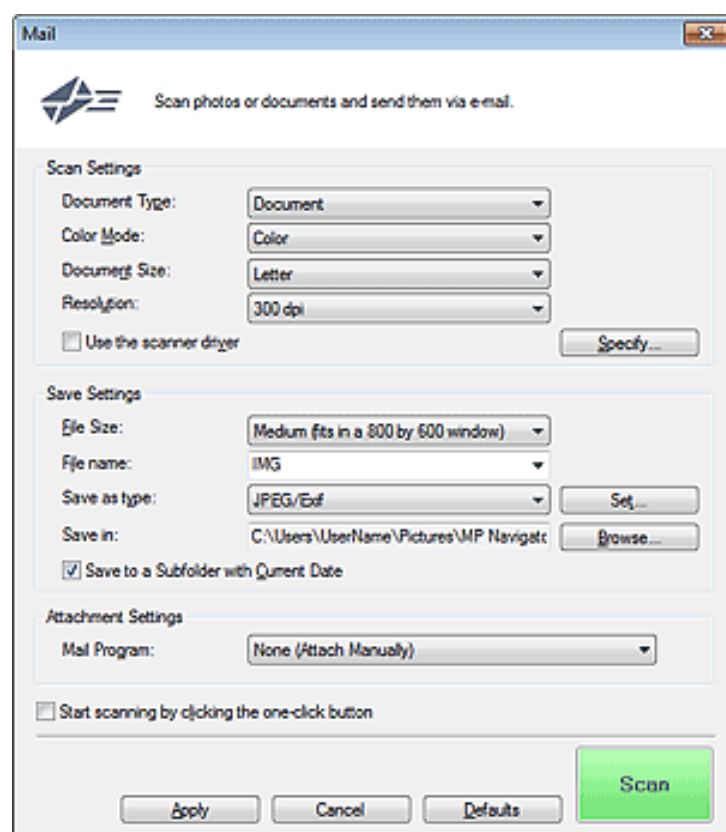 Mail
Scan photos or documents and send them via e-mail.
Scan Settings
Document Type: Document
Color Mode: Color
Document Size: Letter
Resolution: 300 dpi
Use the scanner driver Specify...
Save Settings
File Size: Medium (fits in a 800 by 600 window)
File name: IMG
Save as type: JPEG/Exif Set...
Save in: C:\Users\UserName\Pictures\MP Navigato Browse...
Save to a Subfolder with Current Date
Attachment Settings
Mail Program: None (Attach Manually)
Start scanning by clicking the one-click button
Scan
Apply Cancel Defaults